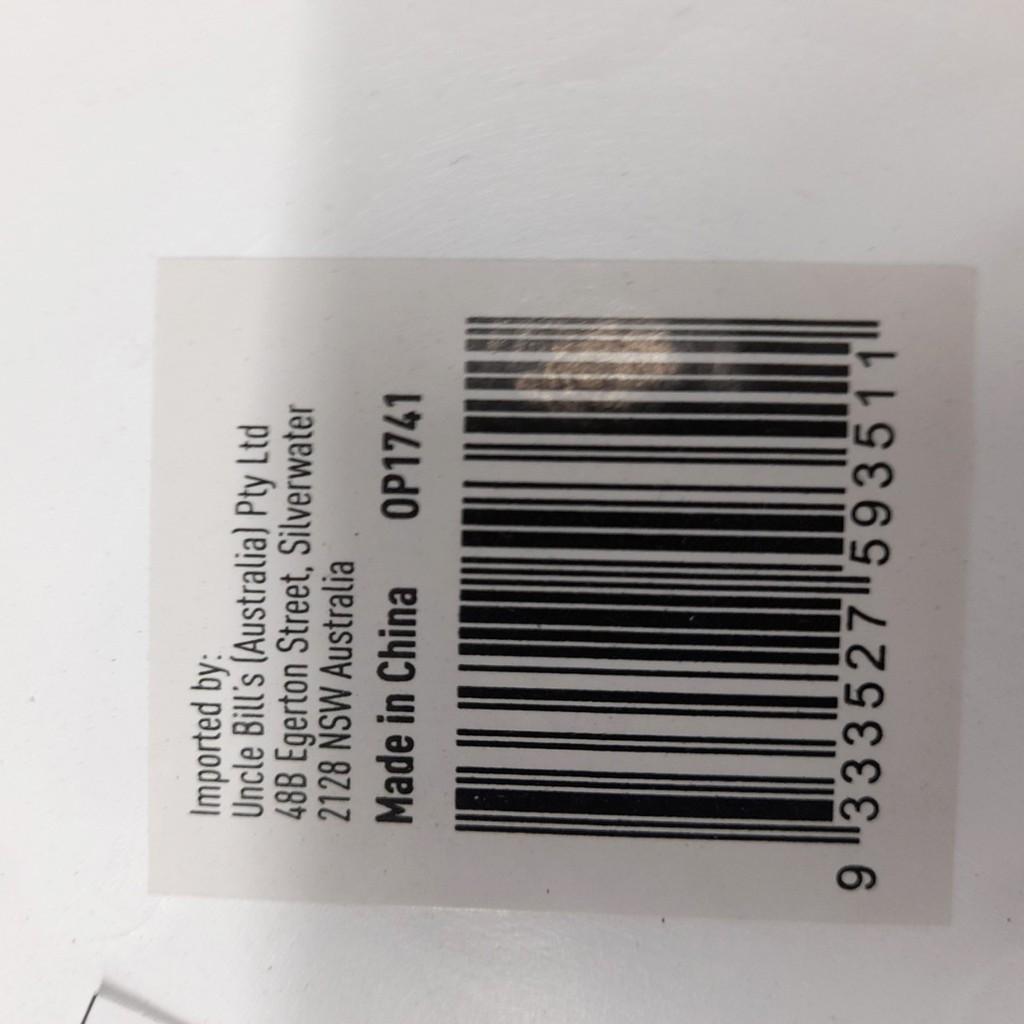 Imported by:
Uncle Bill's (Australia) Pty Ltd
48B Egerton Street, Silverwater
2128 NSW Australia
Made in China OP1741
9 333527 593511